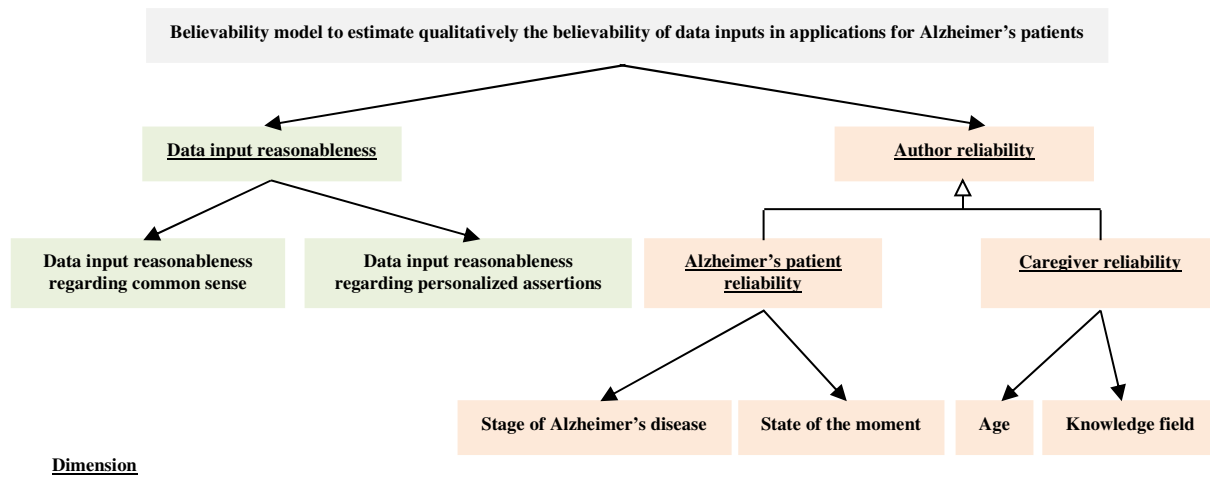 Believability model to estimate qualitatively the believability of data inputs in applications for Alzheimer’s patients
Data input reasonableness
Author reliability
Data input reasonableness
regarding common sense
Data input reasonableness
regarding personalized assertions
Alzheimer’s patient
reliability
Caregiver reliability
Stage of Alzheimer’s disease
State of the moment
Age
Knowledge field
Dimension